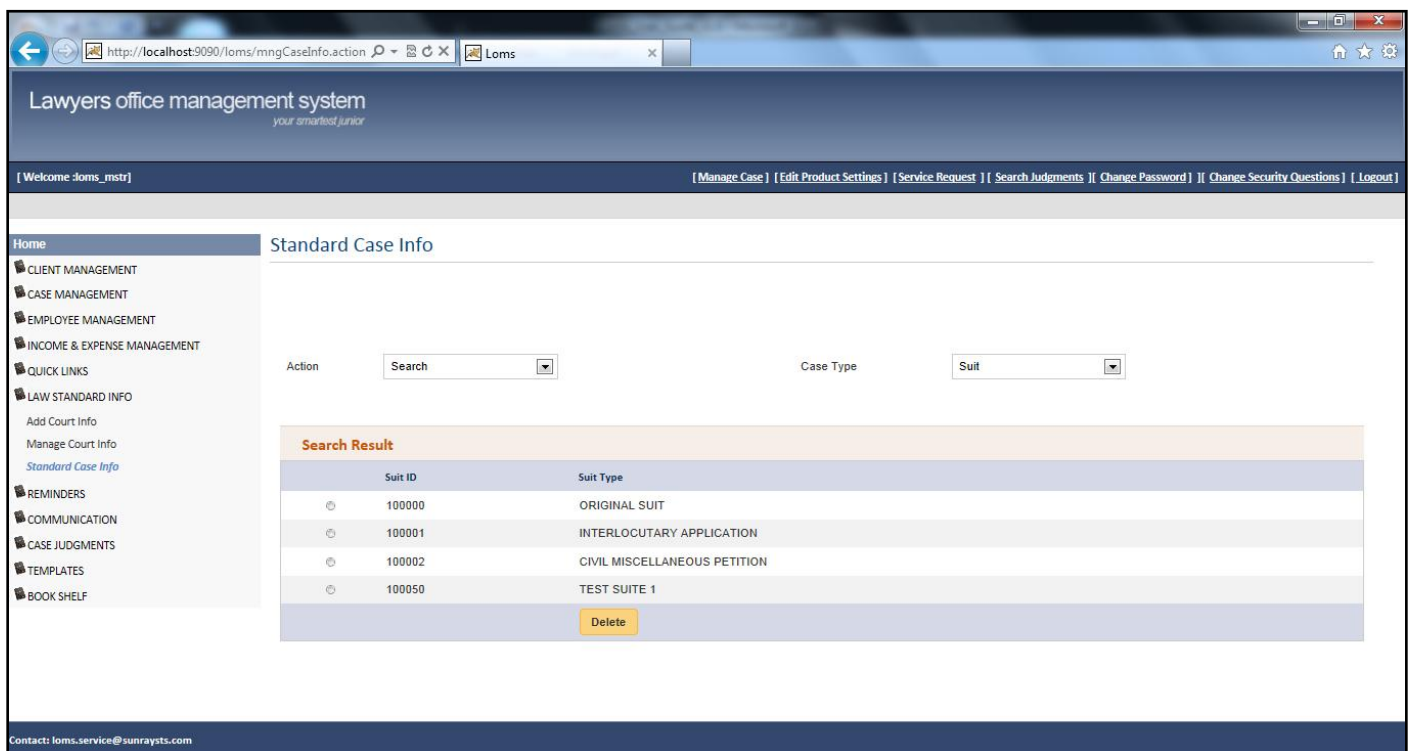 http://localhost:9090/loms/mngCaseInfo.action
Loms
Lawyers office management system
your smartest junior
[ Welcome :loms_mstr]
[ Manage Case ] [ Edit Product Settings ] [ Service Request ] [ Search Judgments ][ Change Password ] ][ Change Security Questions ] [ Logout ]
Home
Standard Case Info
CLIENT MANAGEMENT
CASE MANAGEMENT
EMPLOYEE MANAGEMENT
INCOME & EXPENSE MANAGEMENT
QUICK LINKS
LAW STANDARD INFO
Add Court Info
Manage Court Info
Standard Case Info
REMINDERS
COMMUNICATION
CASE JUDGMENTS
TEMPLATES
BOOK SHELF
Action Search Case Type Suit
Search Result
Suit ID Suit Type
100000 ORIGINAL SUIT
100001 INTERLOCUTARY APPLICATION
100002 CIVIL MISCELLANEOUS PETITION
100050 TEST SUITE 1
Delete
Contact: loms.service@sunraysts.com